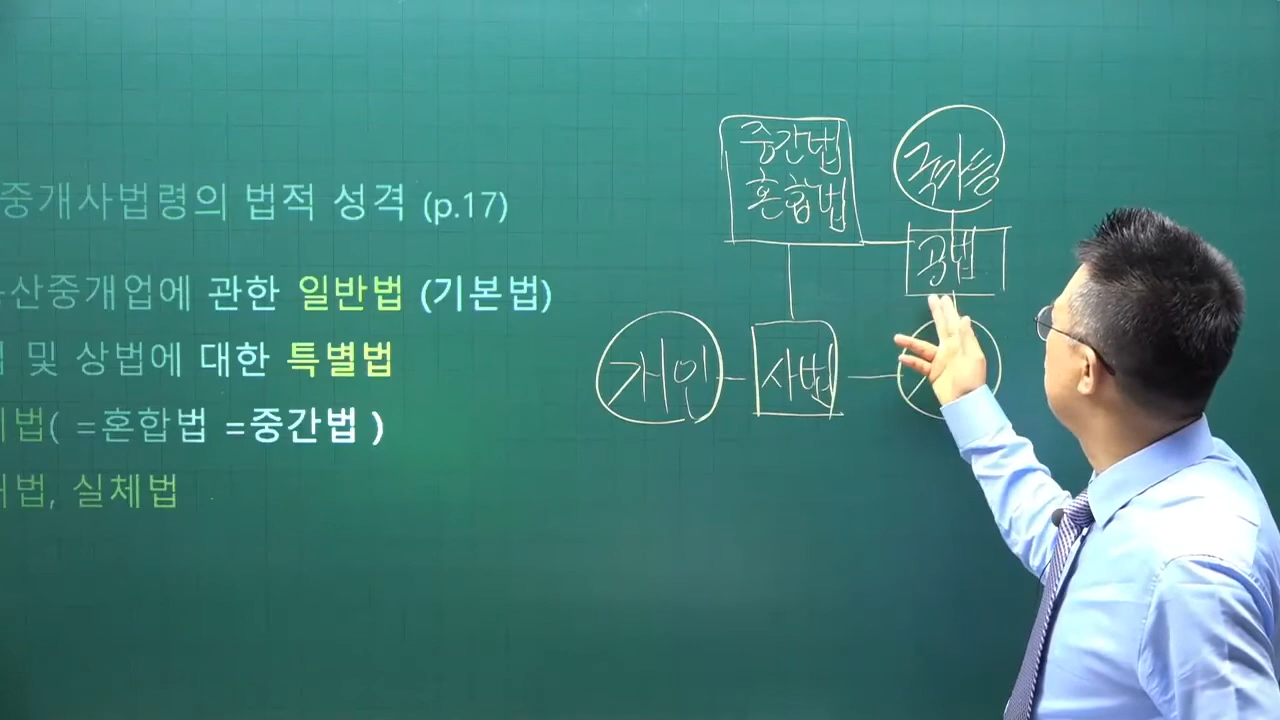 중개사법령의 법적 성격 (p.17)
산중개업에 관한 일반법 (기본법)
및 상법에 대한 특별법
법( =혼합법 =중간법 )
법, 실체법
중간법
혼합법
국가등
공법
개인
사법